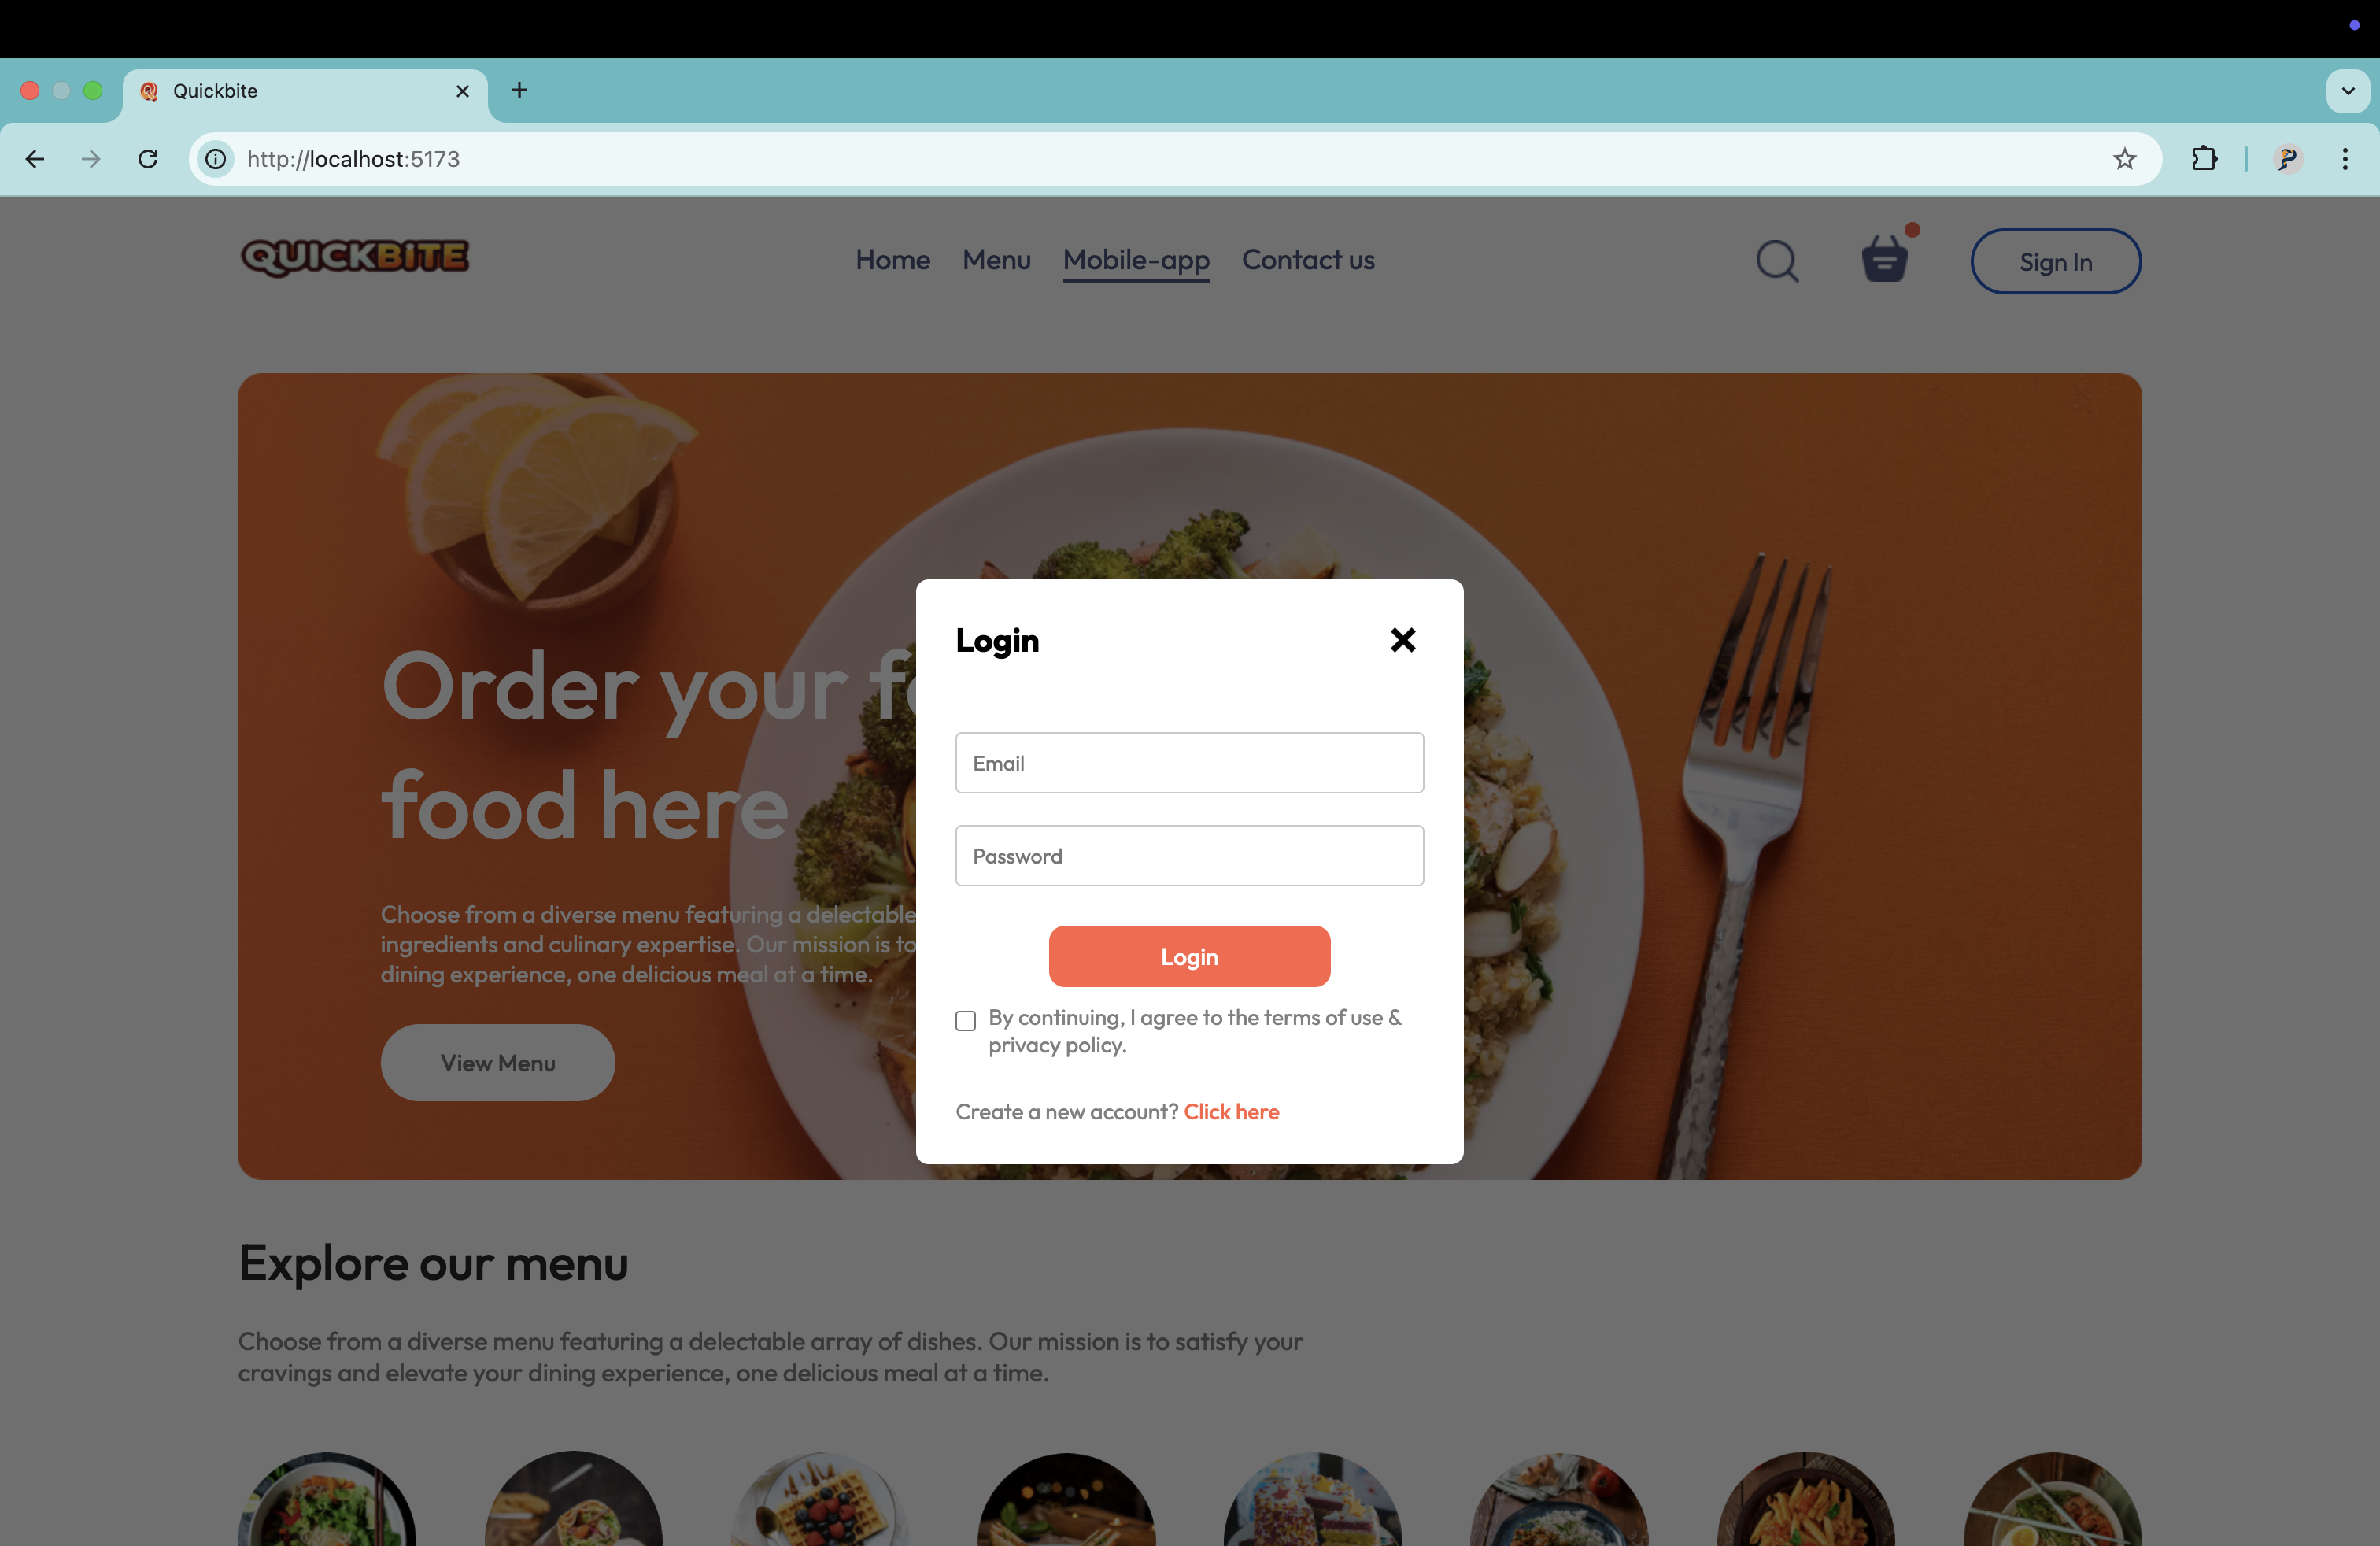 Quickbite
http://localhost:5173
QUICKBITE
Home Menu Mobile-app Contact us
Sign In
Order your f
food here
Choose from a diverse menu featuring a delectable
ingredients and culinary expertise. Our mission is to
dining experience, one delicious meal at a time.
View Menu
Login
Email
Password
Login
By continuing, I agree to the terms of use &
privacy policy.
Create a new account? Click here
Explore our menu
Choose from a diverse menu featuring a delectable array of dishes. Our mission is to satisfy your
cravings and elevate your dining experience, one delicious meal at a time.